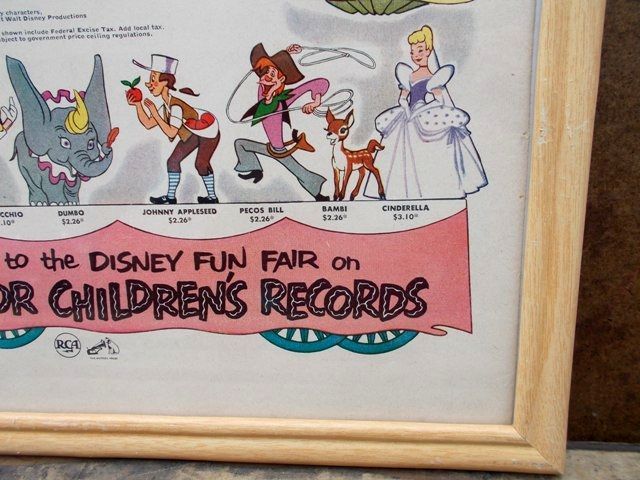 y characters,
t Walt Disney Productions
shown include Federal Excise Tax. Add local tax.
bject to government price ceiling regulations.
CCHIO DUMBO JOHNNY APPLESEED PECOS BILL BAMBI CINDERELLA
.10* $2.26* $2.26* $2.26* $2.26* $3.10*
to the DISNEY FUN FAIR on
OR CHILDREN'S RECORDS
RCA